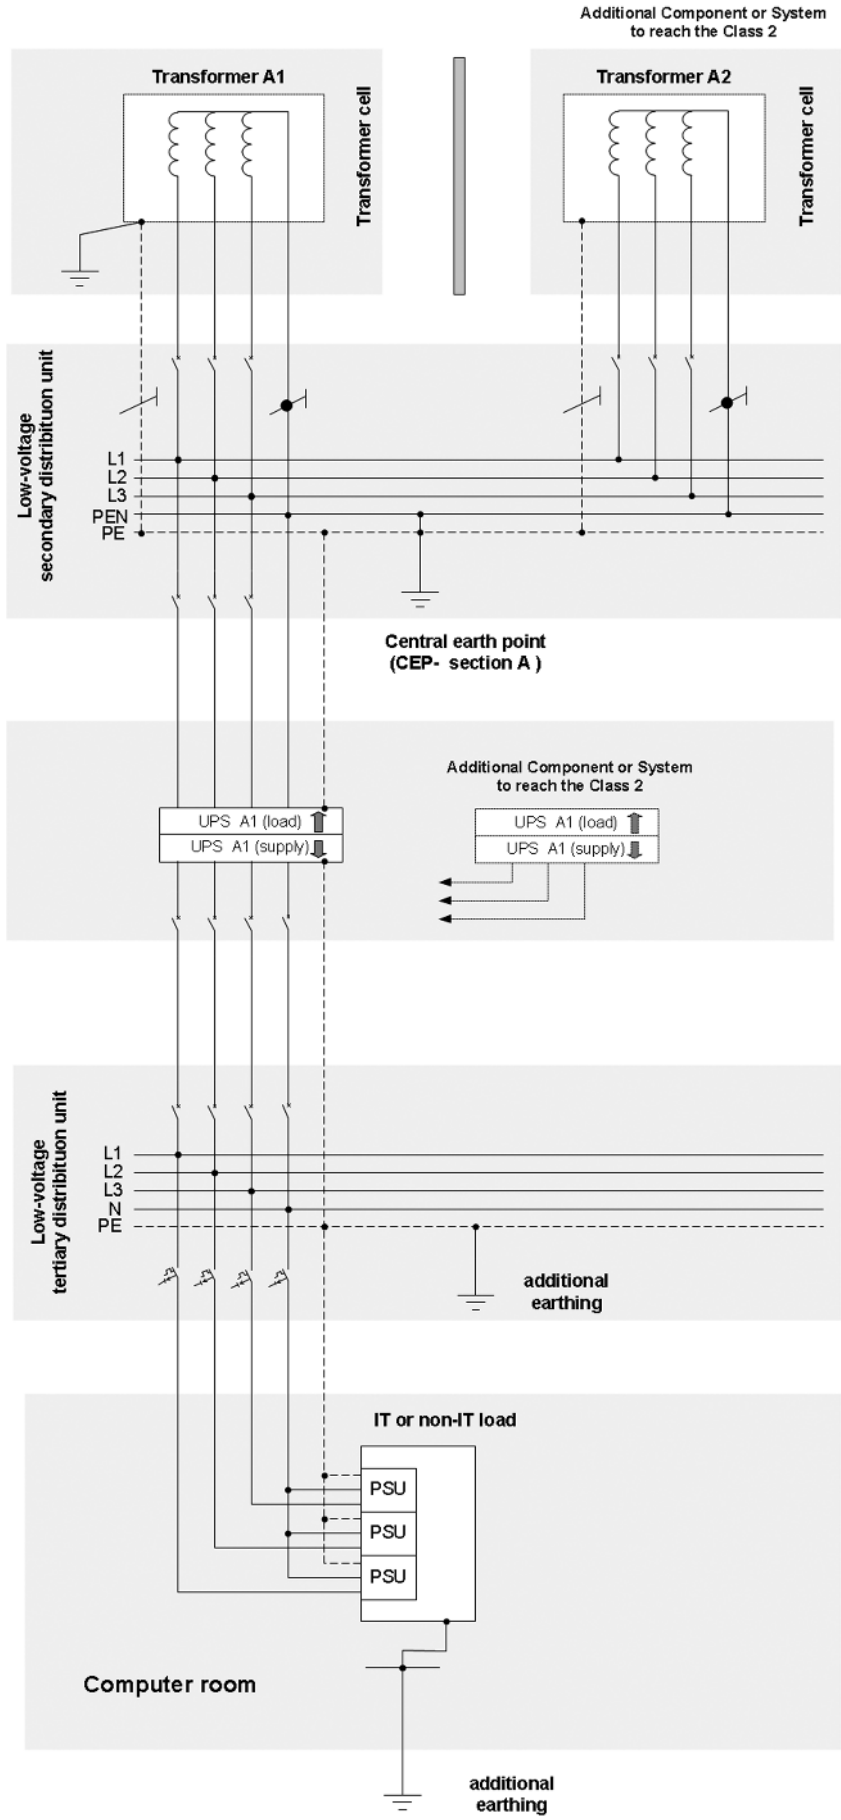 Additional Component or System
to reach the Class 2
Transformer A1
Transformer cell
Transformer A2
Transformer cell
Low-voltage
secondary distribituon unit
L1
L2
L3
PEN
PE
Central earth point
(CEP- section A )
UPS A1 (load)
UPS A1 (supply)
Additional Component or System
to reach the Class 2
UPS A1 (load)
UPS A1 (supply)
Low-voltage
tertiary distribituon unit
L1
L2
L3
N
PE
additional
earthing
IT or non-IT load
PSU
PSU
PSU
Computer room
additional
earthing